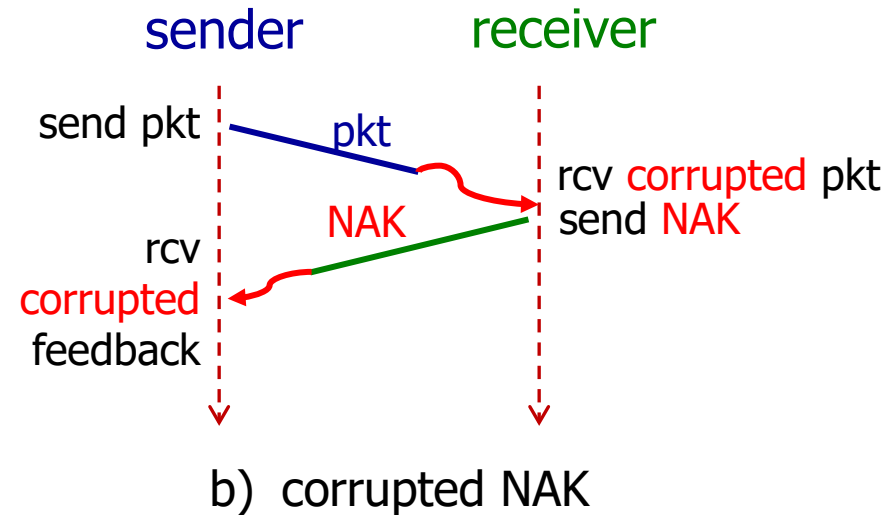 sender
receiver
send pkt
pkt
rcv corrupted pkt
send NAK
NAK
rcv
corrupted
feedback
b) corrupted NAK